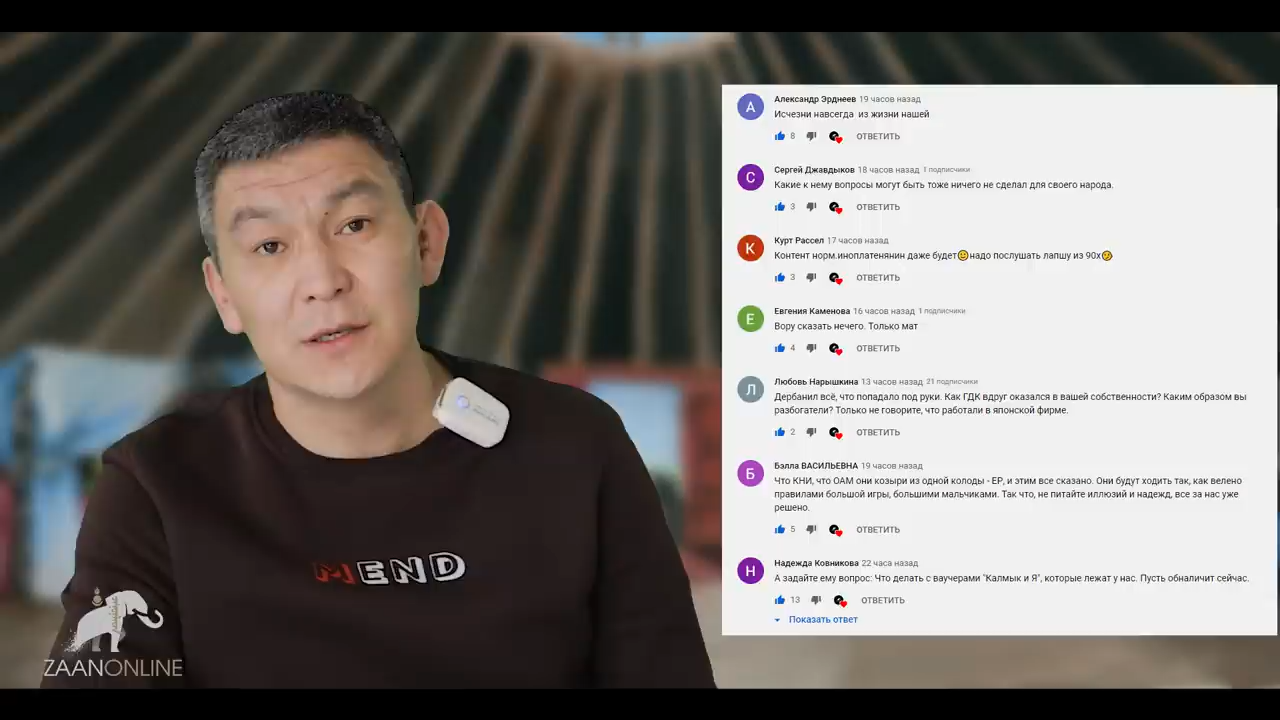 А
Александр Эрднеев 19 часов назад
Исчезни навсегда из жизни нашей
8 ОТВЕТИТЬ
С
Сергей Джавдыков 18 часов назад 1 подписчики
Какие к нему вопросы могут быть тоже ничего не сделал для своего народа.
3 ОТВЕТИТЬ
К
Курт Рассел 17 часов назад
Контент норм.иноплатенянин даже будет😃надо послушать лапшу из 90х😏
3 ОТВЕТИТЬ
Е
Евгения Каменова 16 часов назад 1 подписчики
Вору сказать нечего. Только мат
4 ОТВЕТИТЬ
Л
Любовь Нарышкина 13 часов назад 21 подписчики
Дербанил всё, что попадало под руки. Как ГДК вдруг оказался в вашей собственности? Каким образом вы
разбогатели? Только не говорите, что работали в японской фирме.
2 ОТВЕТИТЬ
Б
Бэлла ВАСИЛЬЕВНА 19 часов назад
Что КНИ, что ОАМ они козыри из одной колоды - ЕР, и этим все сказано. Они будут ходить так, как велено
правилами большой игры, большими мальчиками. Так что, не питайте иллюзий и надежд, все за нас уже
решено.
5 ОТВЕТИТЬ
Н
Надежда Ковникова 22 часа назад
А задайте ему вопрос: Что делать с ваучерами "Калмык и Я", которые лежат у нас. Пусть обналичит сейчас.
13 ОТВЕТИТЬ
Показать ответ
MEND
ZAANONLINE